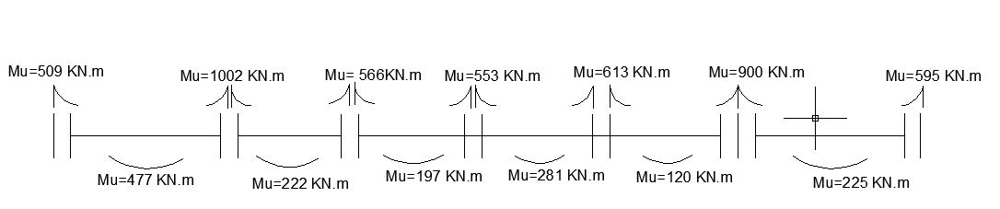 Mu=509 KN.m
Mu=1002 KN.m
Mu= 566KN.m
Mu=553 KN.m
Mu=613 KN.m
Mu=900 KN.m
Mu=595 KN.m
Mu=477 KN.m
Mu=222 KN.m
Mu=197 KN.m
Mu=281 KN.m
Mu=120 KN.m
Mu=225 KN.m